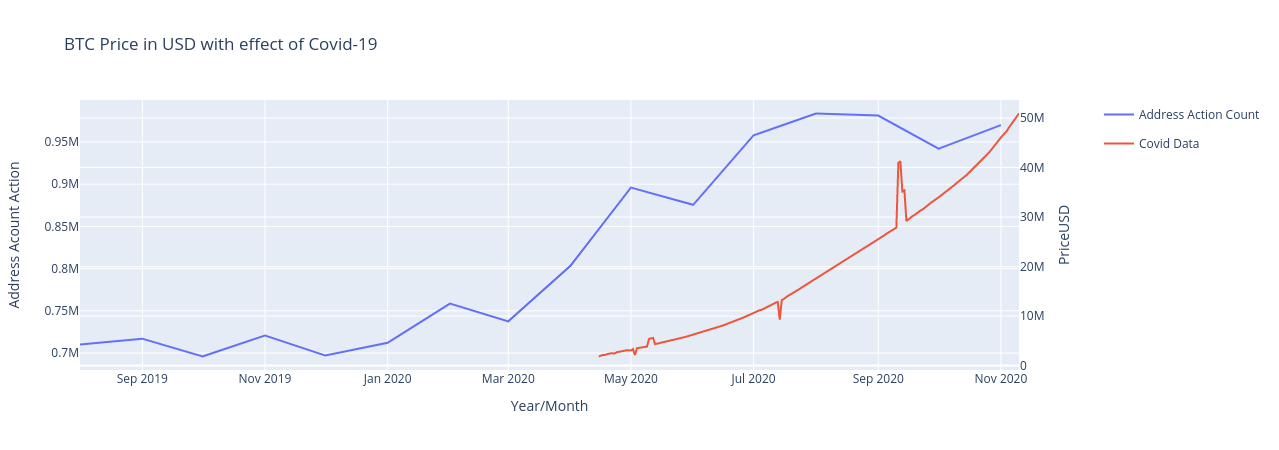 BTC Price in USD with effect of Covid-19
Address Action Count
Covid Data
Address Acount Action
0.95M
0.9M
0.85M
0.8M
0.75M
0.7M
50M
40M
30M
20M
10M
0
PriceUSD
Sep 2019
Nov 2019
Jan 2020
Mar 2020
May 2020
Jul 2020
Sep 2020
Nov 2020
Year/Month